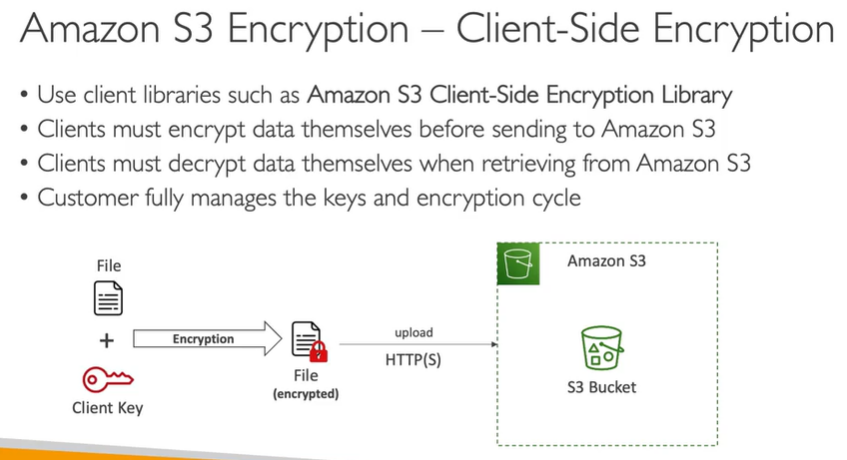 Amazon S3 Encryption – Client-Side Encryption
• Use client libraries such as Amazon S3 Client-Side Encryption Library
• Clients must encrypt data themselves before sending to Amazon S3
• Clients must decrypt data themselves when retrieving from Amazon S3
• Customer fully manages the keys and encryption cycle
File
+
Client Key
Encryption
File
(encrypted)
upload
HTTP(S)
Amazon S3
S3 Bucket